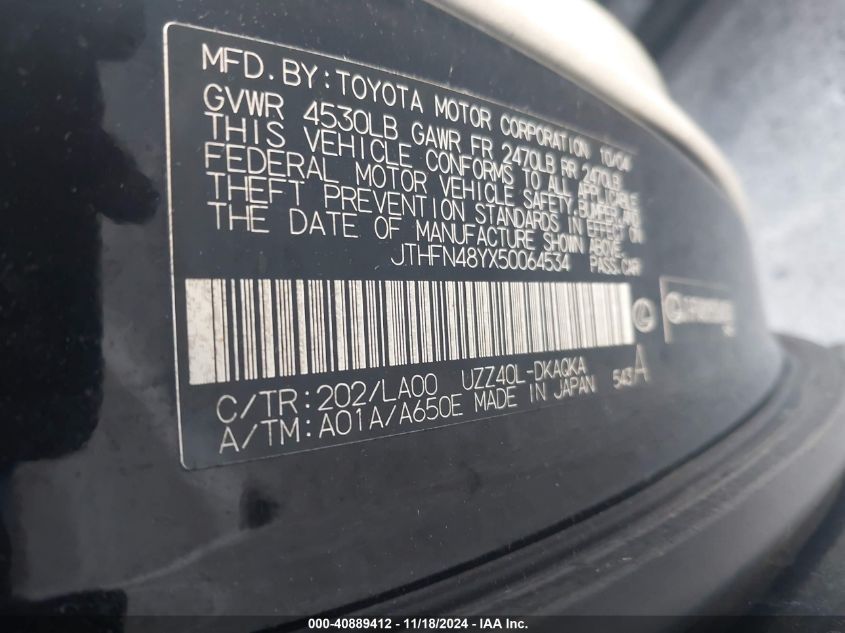 MFD. BY: TOYOTA MOTOR CORPORATION 10/04
GVWR 4530LB GAWR FR 2470LB RR 2470LB
THIS VEHICLE CONFORMS TO ALL APPLICABLE
FEDERAL MOTOR VEHICLE SAFETY, BUMPER, AND
THEFT PREVENTION STANDARDS IN EFFECT ON
THE DATE OF MANUFACTURE SHOWN ABOVE.
JTHFN48YX50064534 PASS. CAR
C/TR: 202/LA00 UZZ40L-DKAQKA
A/TM: A01A/A650E MADE IN JAPAN 543A
000-40889412 - 11/18/2024 - IAA Inc.